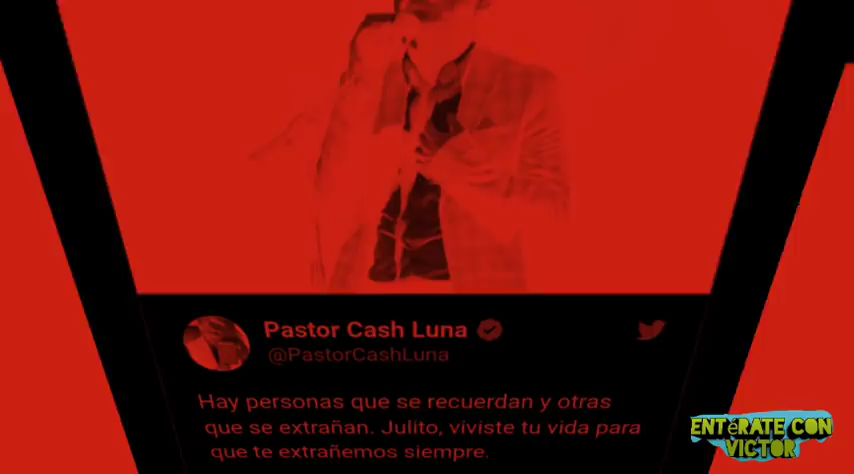 Pastor Cash Luna
@PastorCashLuna
Hay personas que se recuerdan y otras
que se extrañan. Julito, viviste tu vida para
que te extrañemos siempre.
ENTéRATE CON
VICTOR